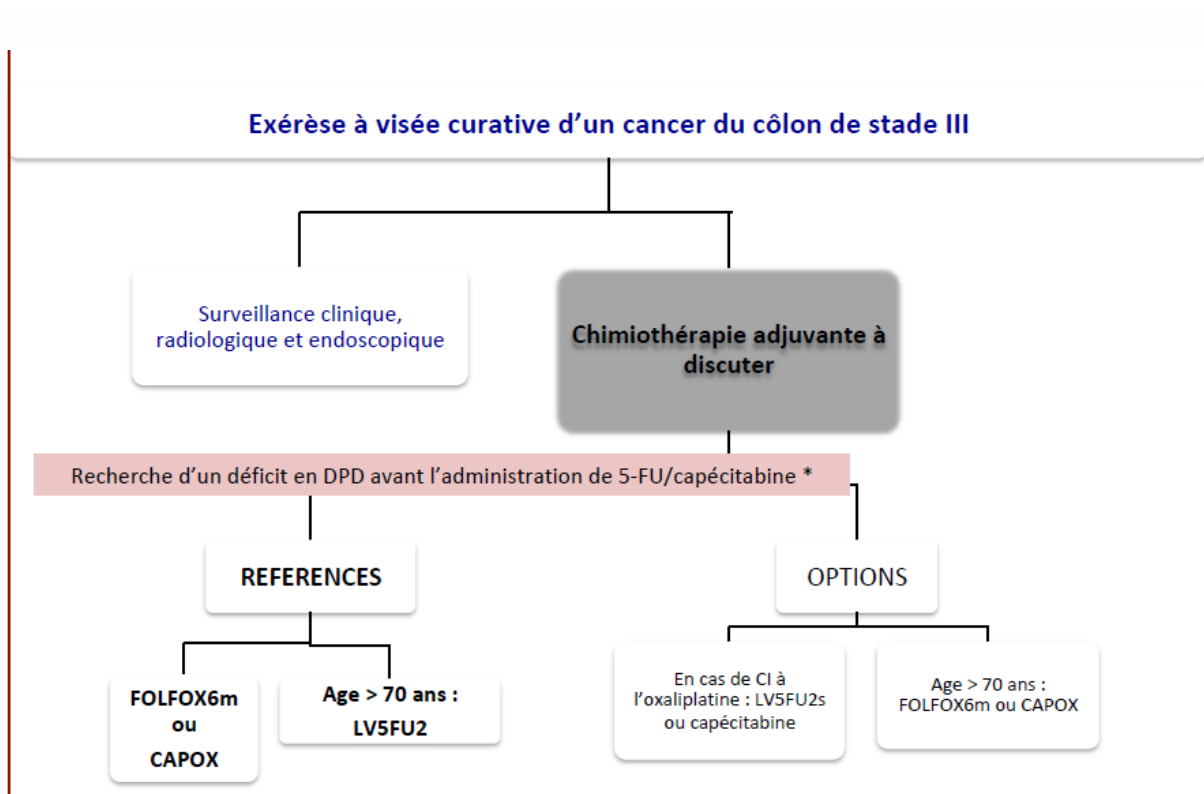 Exérèse à visée curative d’un cancer du côlon de stade III
Surveillance clinique,
radiologique et endoscopique
Chimiothérapie adjuvante à
discuter
Recherche d’un déficit en DPD avant l’administration de 5-FU/capécitabine *
REFERENCES
OPTIONS
FOLFOX6m
ou
CAPOX
Age > 70 ans :
LV5FU2
En cas de CI à
l’oxaliplatine : LV5FU2s
ou capécitabine
Age > 70 ans :
FOLFOX6m ou CAPOX